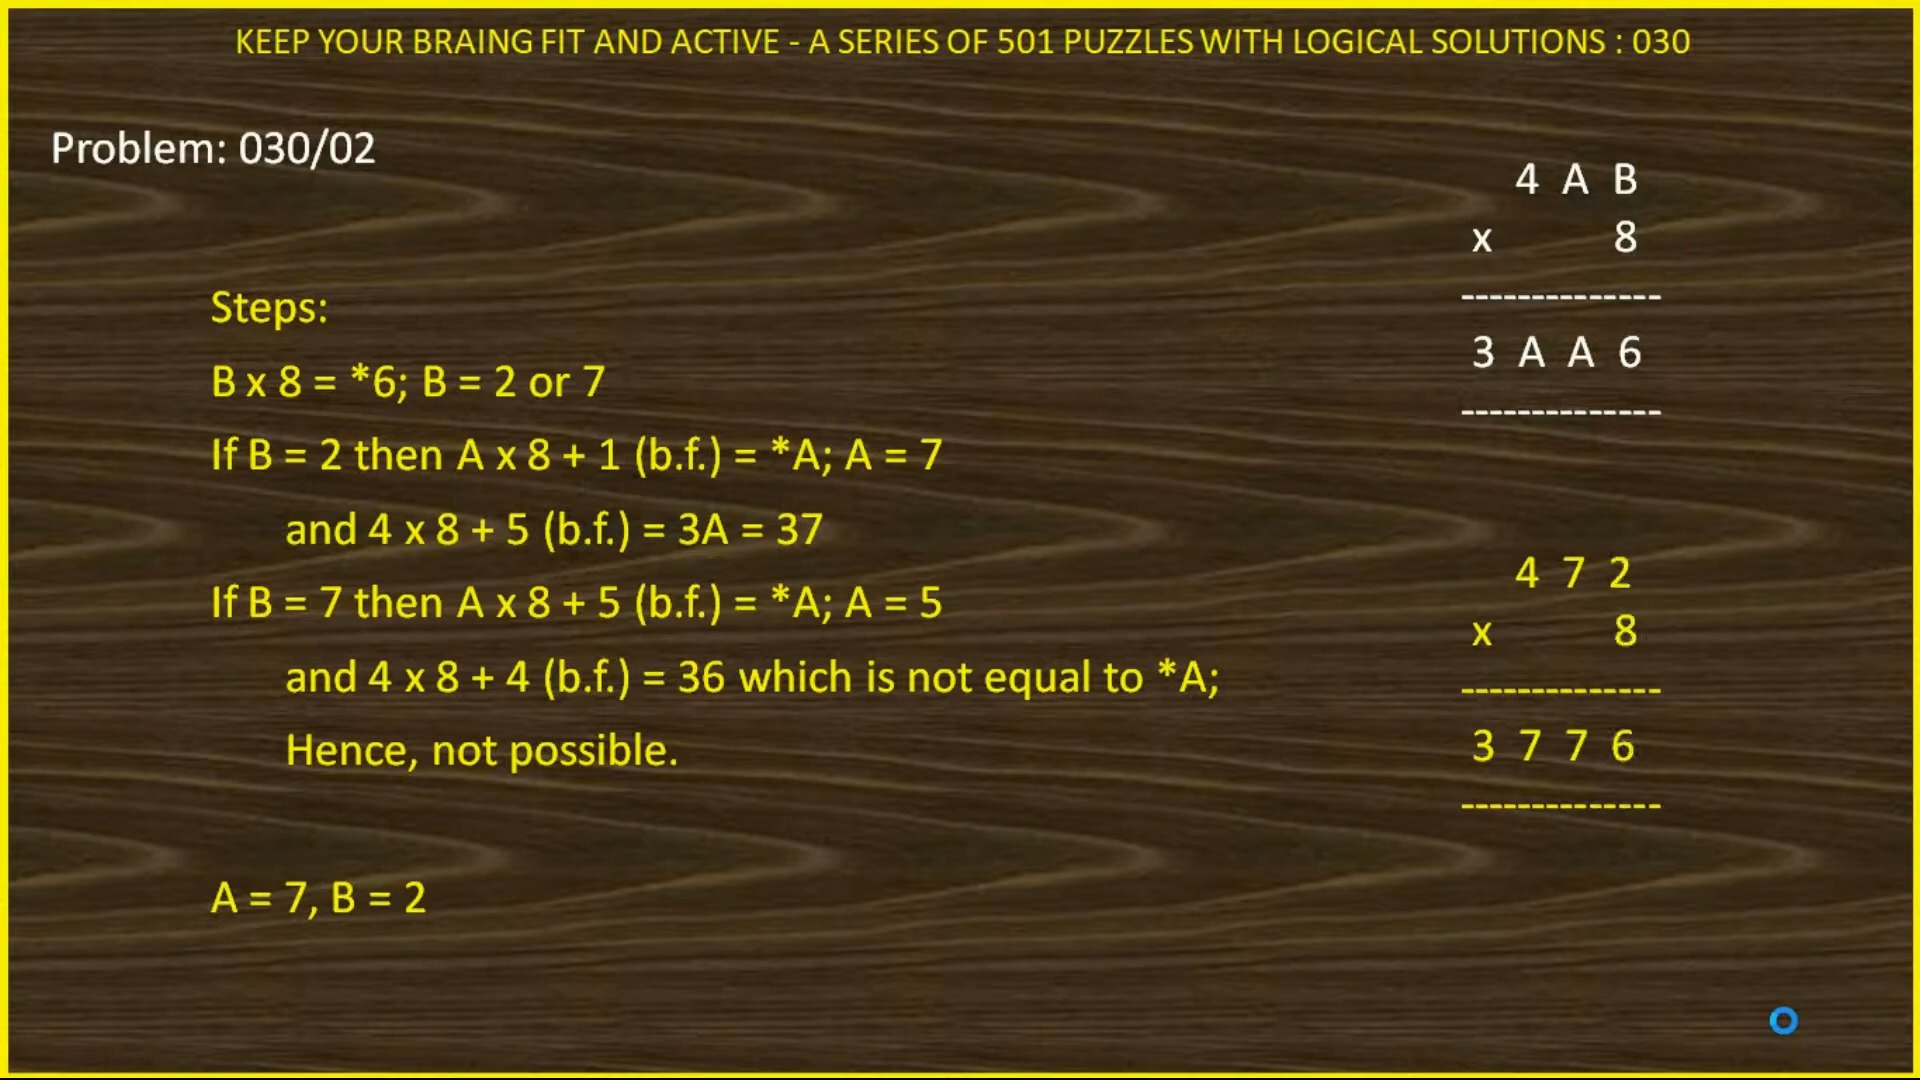 KEEP YOUR BRAING FIT AND ACTIVE - A SERIES OF 501 PUZZLES WITH LOGICAL SOLUTIONS : 030
Problem: 030/02
4 A B
x 8
--------------
3 A A 6
--------------
Steps:
B x 8 = *6; B = 2 or 7
If B = 2 then A x 8 + 1 (b.f.) = *A; A = 7
and 4 x 8 + 5 (b.f.) = 3A = 37
If B = 7 then A x 8 + 5 (b.f.) = *A; A = 5
and 4 x 8 + 4 (b.f.) = 36 which is not equal to *A;
Hence, not possible.
A = 7, B = 2
4 7 2
x 8
--------------
3 7 7 6
--------------